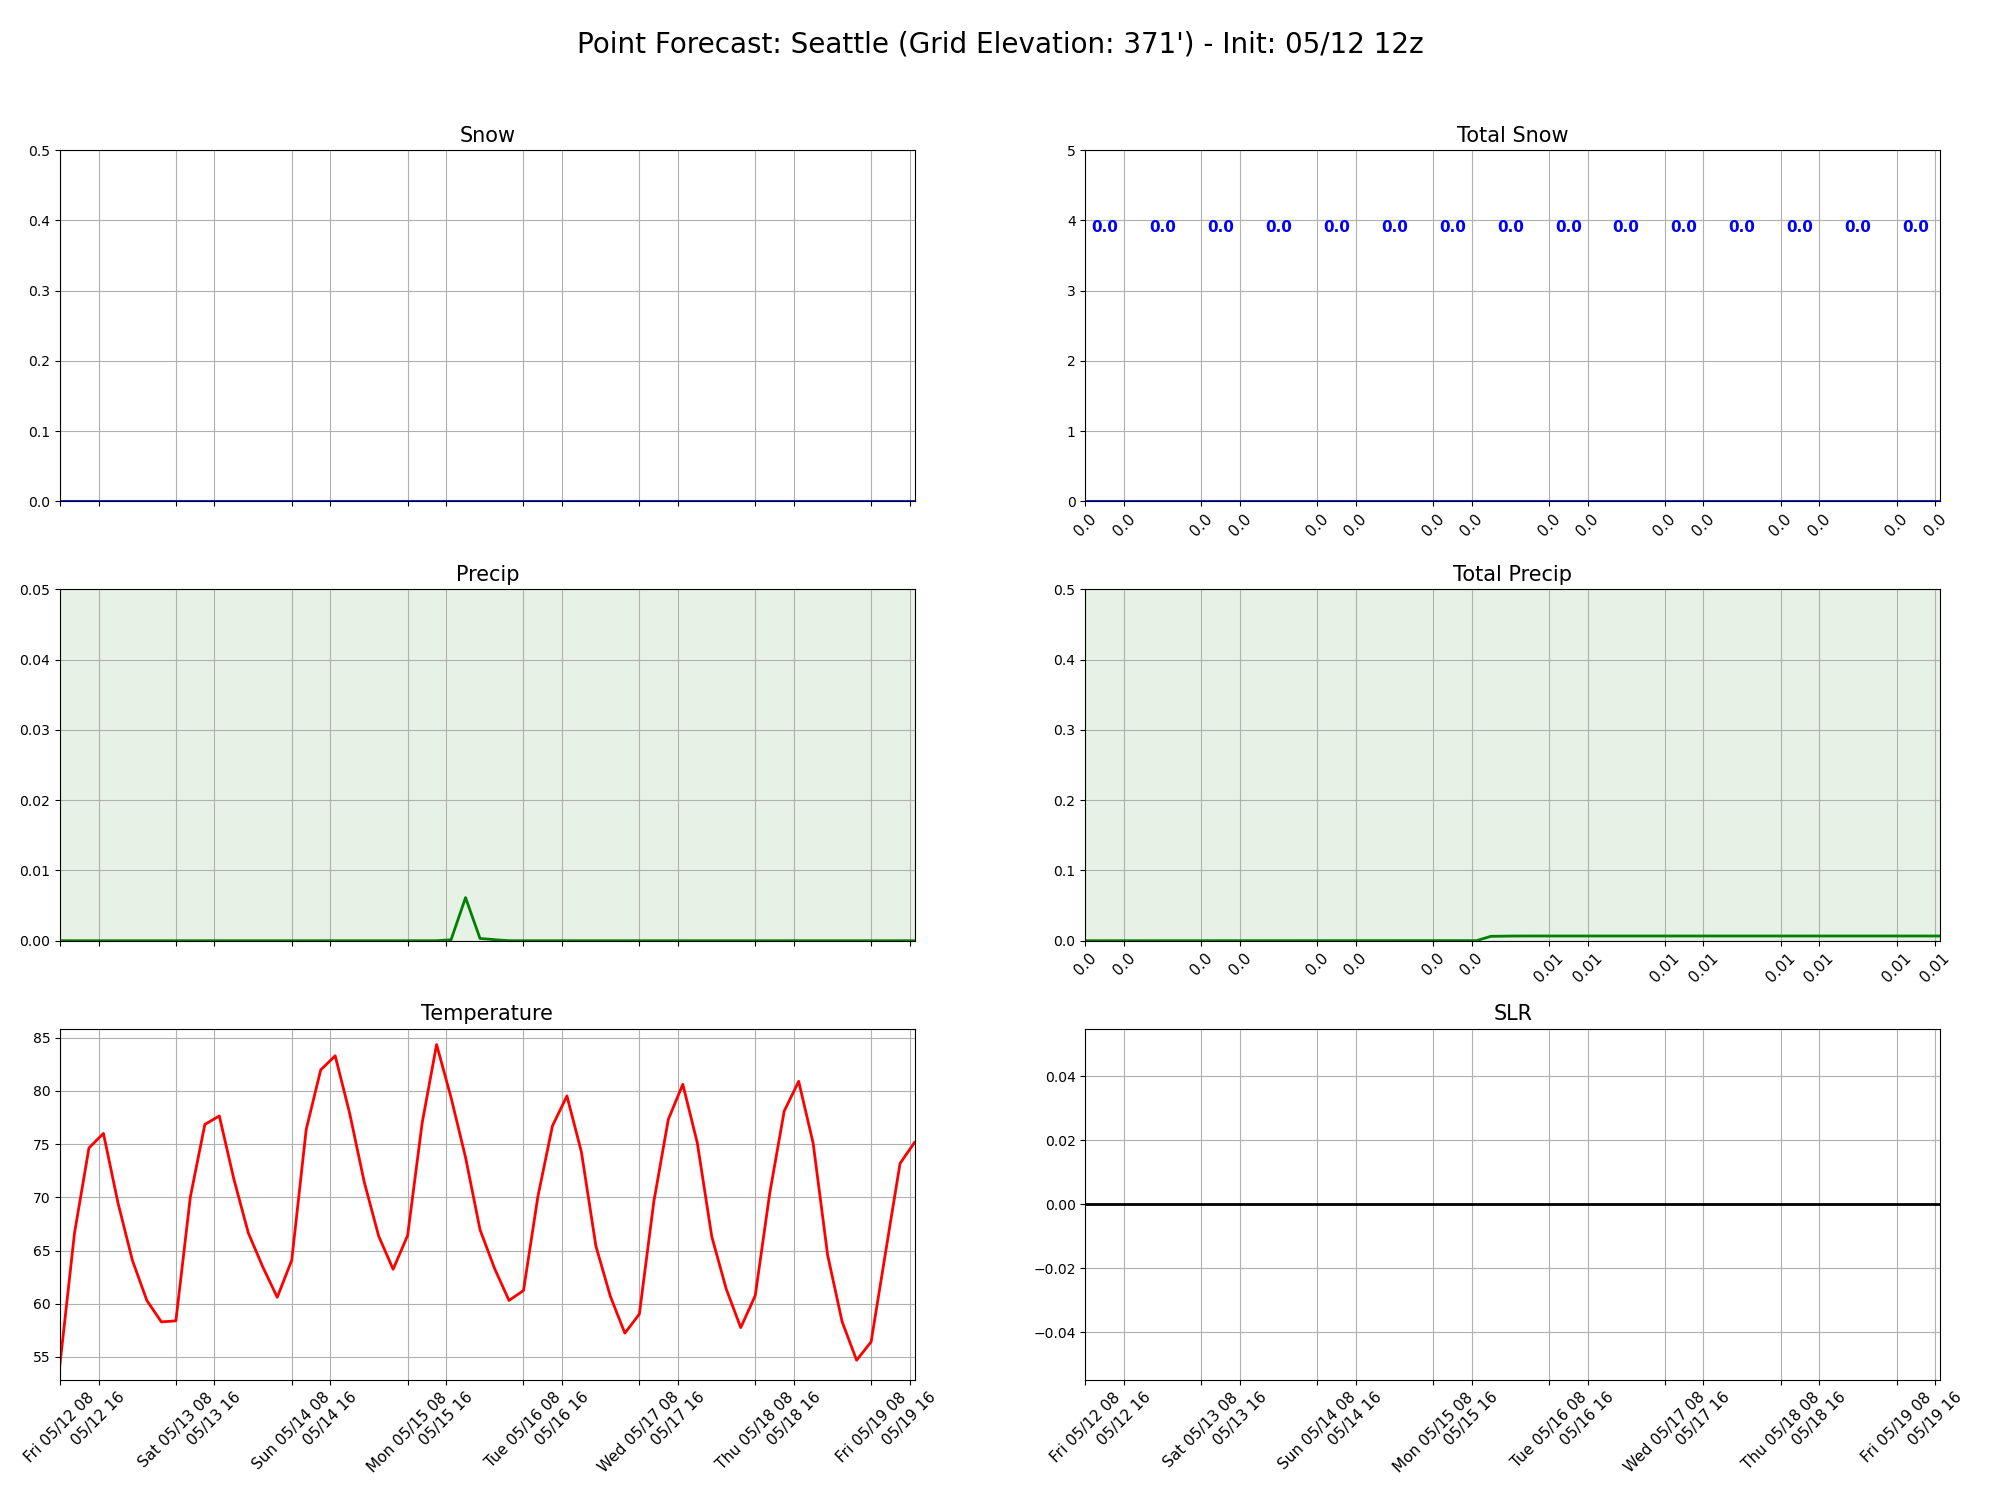 Point Forecast: Seattle (Grid Elevation: 371') - Init: 05/12 12z
Snow
0.5
0.4
0.3
0.2
0.1
0.0
Total Snow
5
4
3
2
1
0
0.0 0.0 0.0 0.0 0.0 0.0 0.0 0.0 0.0 0.0 0.0 0.0 0.0 0.0 0.0
0.0 0.0 0.0 0.0 0.0 0.0 0.0 0.0 0.0 0.0 0.0 0.0 0.0 0.0 0.0 0.0
Precip
0.05
0.04
0.03
0.02
0.01
0.00
Total Precip
0.5
0.4
0.3
0.2
0.1
0.0
0.0 0.0 0.0 0.0 0.0 0.0 0.0 0.0 0.01 0.01 0.01 0.01 0.01 0.01 0.01 0.01
Temperature
85
80
75
70
65
60
55
Fri 05/12 08
05/12 16
Sat 05/13 08
05/13 16
Sun 05/14 08
05/14 16
Mon 05/15 08
05/15 16
Tue 05/16 08
05/16 16
Wed 05/17 08
05/17 16
Thu 05/18 08
05/18 16
Fri 05/19 08
05/19 16
SLR
0.04
0.02
0.00
−0.02
−0.04
Fri 05/12 08
05/12 16
Sat 05/13 08
05/13 16
Sun 05/14 08
05/14 16
Mon 05/15 08
05/15 16
Tue 05/16 08
05/16 16
Wed 05/17 08
05/17 16
Thu 05/18 08
05/18 16
Fri 05/19 08
05/19 16